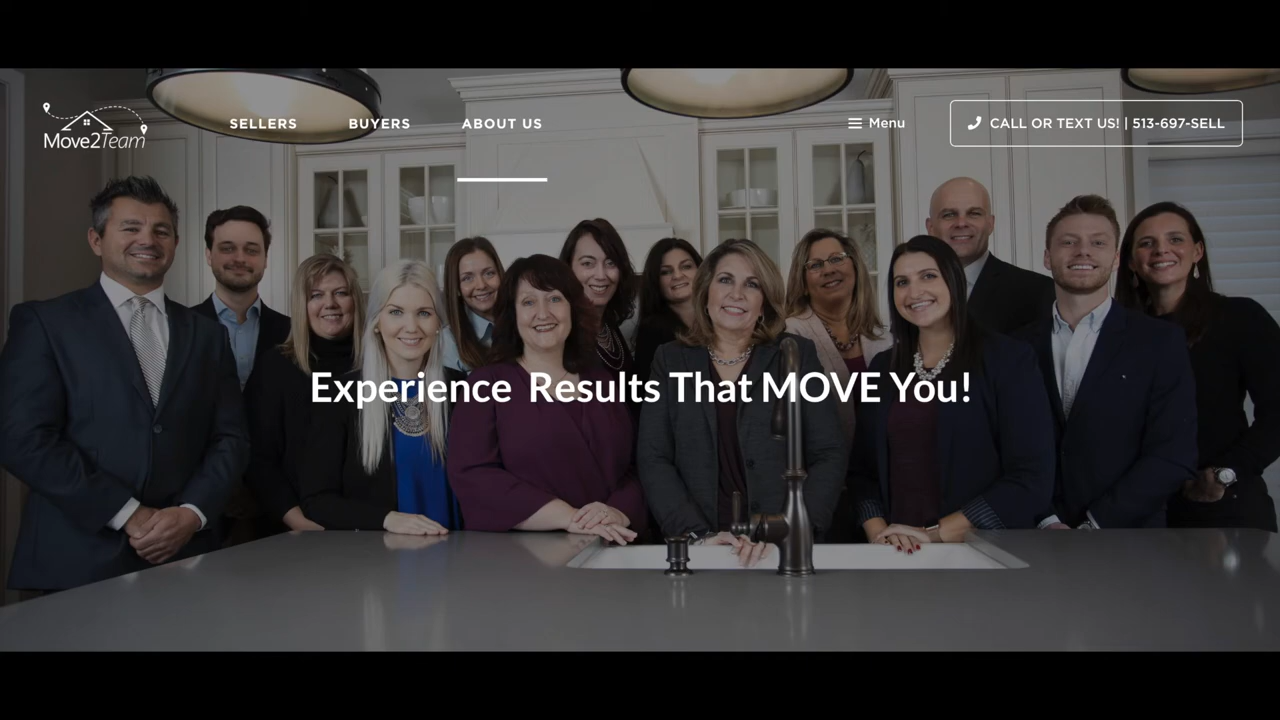 Move2Team
SELLERS
BUYERS
ABOUT US
Menu
CALL OR TEXT US! | 513-697-SELL
Experience Results That MOVE You!